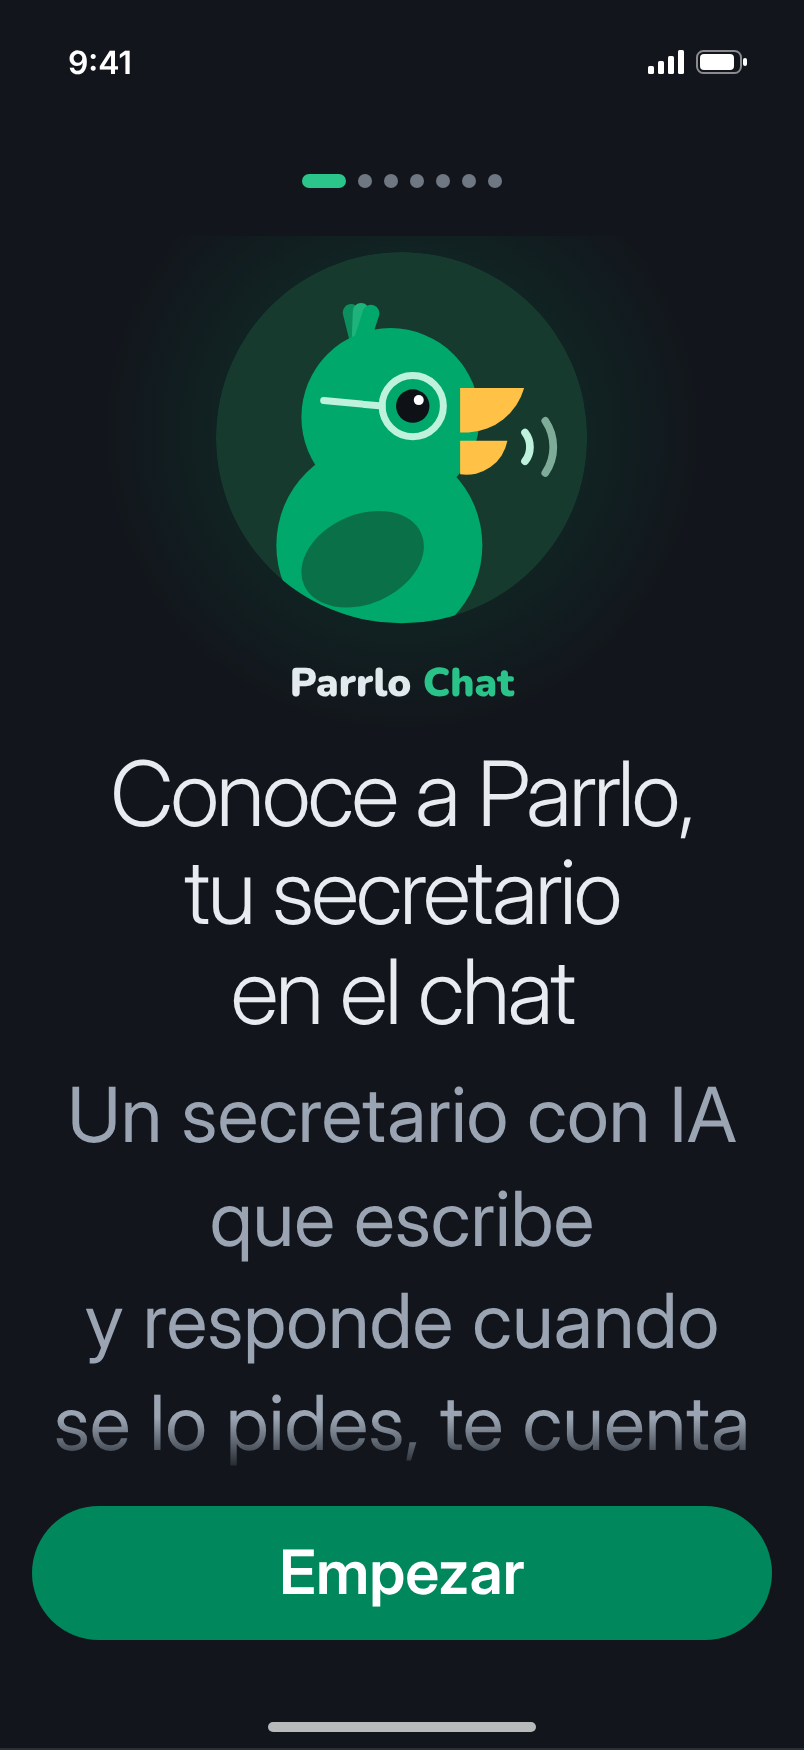 9:41
Parrlo Chat
Conoce a Parrlo,
tu secretario
en el chat
Un secretario con IA
que escribe
y responde cuando
se lo pides, te cuenta
Empezar